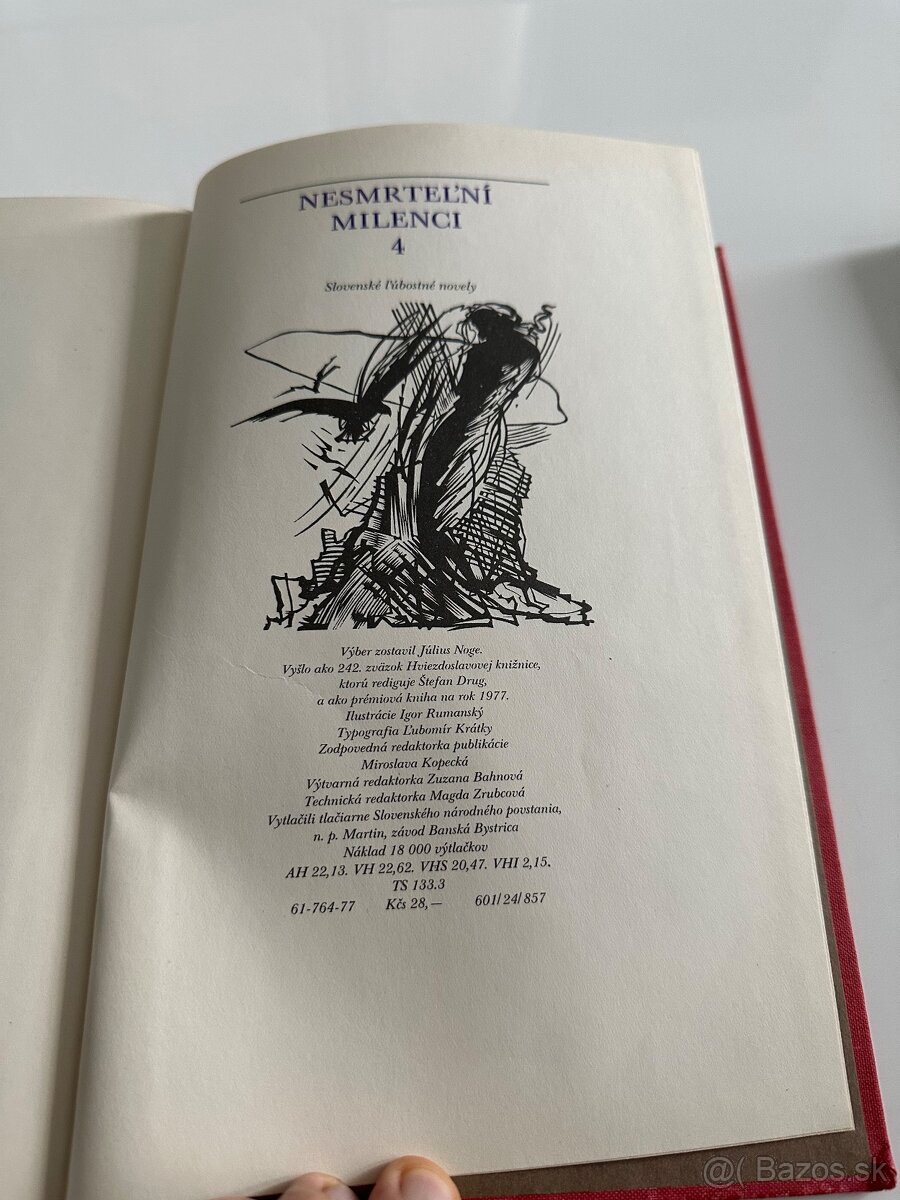 NESMRTEĽNÍ
MILENCI
4
Slovenské ľúbostné novely
Výber zostavil Július Noge.
Vyšlo ako 242. zväzok Hviezdoslavovej knižnice,
ktorú rediguje Štefan Drug,
a ako prémiová kniha na rok 1977.
Ilustrácie Igor Rumanský
Typografia Ľubomír Krátky
Zodpovedná redaktorka publikácie
Miroslava Kopecká
Výtvarná redaktorka Zuzana Bahnová
Technická redaktorka Magda Zrubcová
Vytlačili tlačiarne Slovenského národného povstania,
n. p. Martin, závod Banská Bystrica
Náklad 18 000 výtlačkov
AH 22,13. VH 22,62. VHS 20,47. VHI 2,15.
TS 133.3
61-764-77 Kčs 28,— 601/24/857
@( Bazos.sk